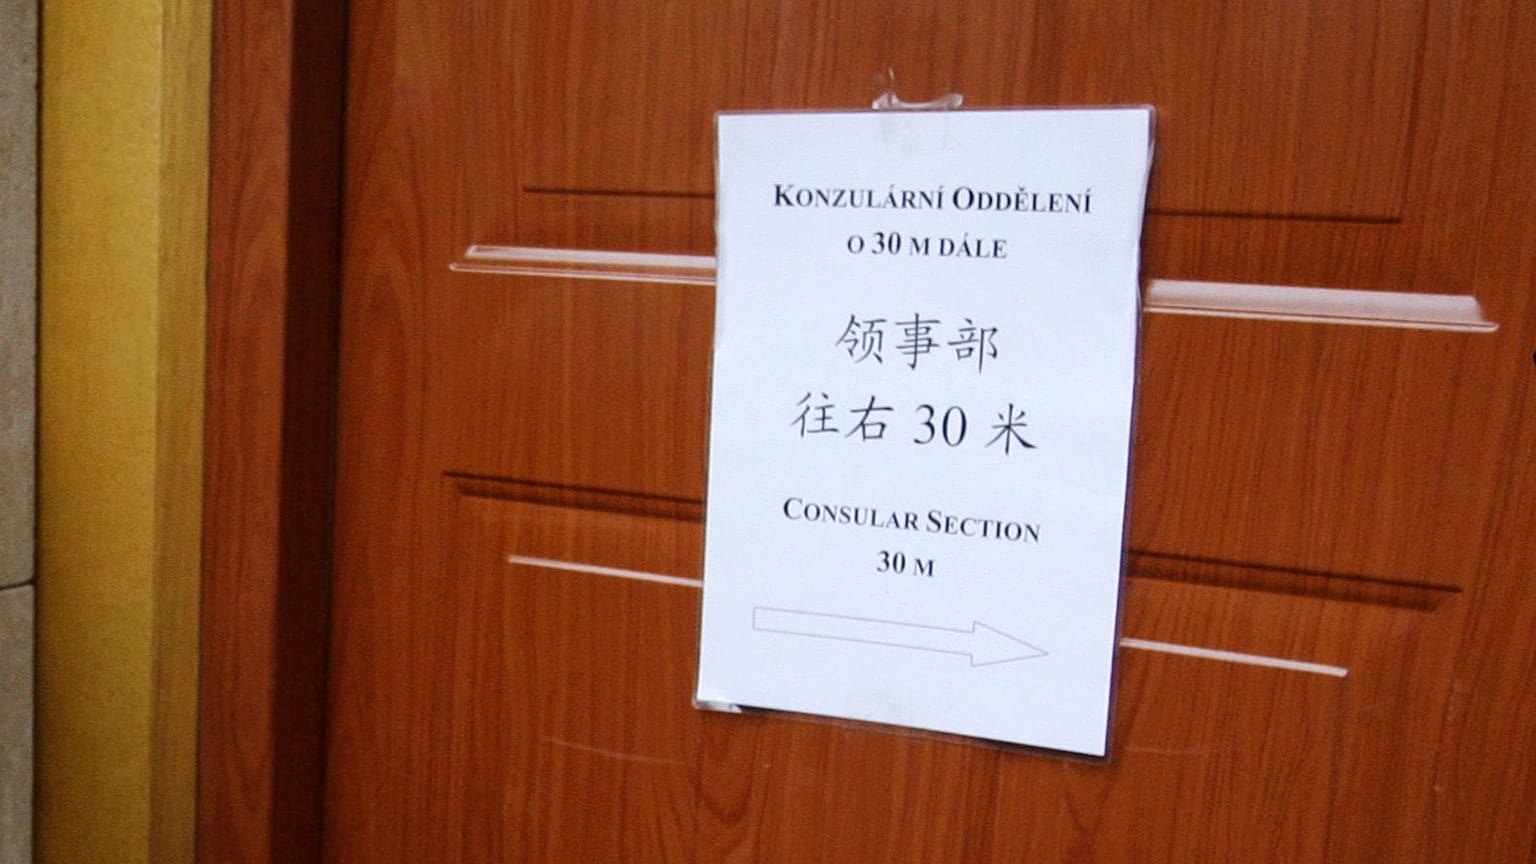 KONZULÁRNÍ ODDĚLENÍ
O 30 M DÁLE
领事部
往右 30 米
CONSULAR SECTION
30 M